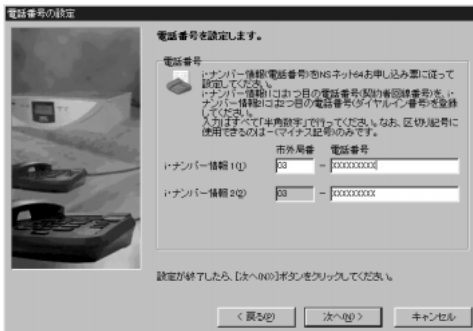 電話番号の設定
電話番号を設定します。
電話番号
i・ナンバー情報(電話番号)をINSネット64お申し込み票に従って
設定してください。
i・ナンバー情報1には1つ目の電話番号(契約者回線番号)を、i・
ナンバー情報2には2つ目の電話番号(ダイヤルイン番号)を登録
してください。
入力はすべて「半角数字」で行ってください。なお、区切り記号に
使用できるのは－(マイナス記号)のみです。
市外局番 電話番号
i・ナンバー情報 1(1) 03 － XXXXXXXXX
i・ナンバー情報 2(2) 03 － XXXXXXXXX
設定が終了したら、[次へ(N)>]ボタンをクリックしてください。
< 戻る(P) 次へ(N) > キャンセル